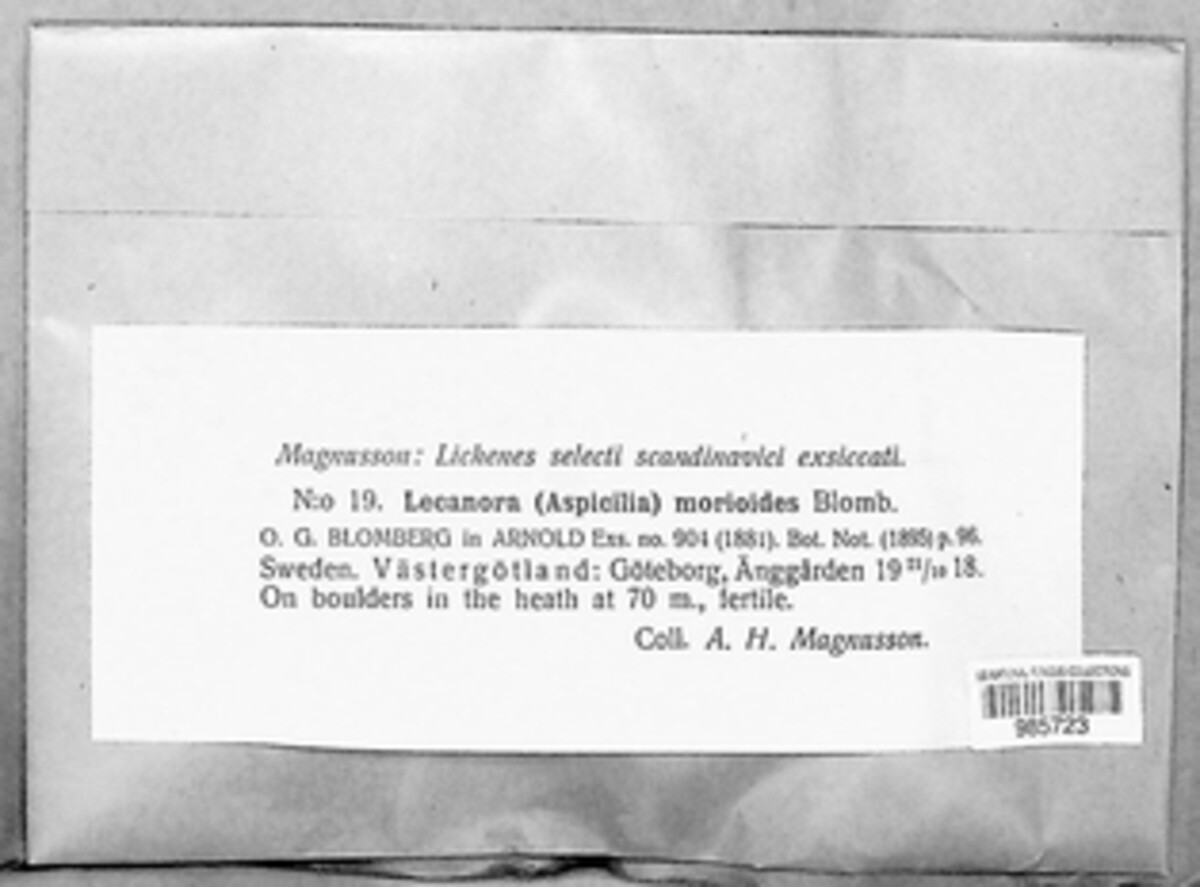 Magnusson: Lichenes selecti scandinavici exsiccati.
N:o 19. Lecanora (Aspicilia) morioides Blomb.
O. G. BLOMBERG in ARNOLD Exs. no. 904 (1881). Bot. Not. (1895) p. 96.
Sweden. Västergötland: Göteborg, Änggården 19 21/10 18.
On boulders in the heath at 70 m., fertile.
Coll. A. H. Magnusson.
985723